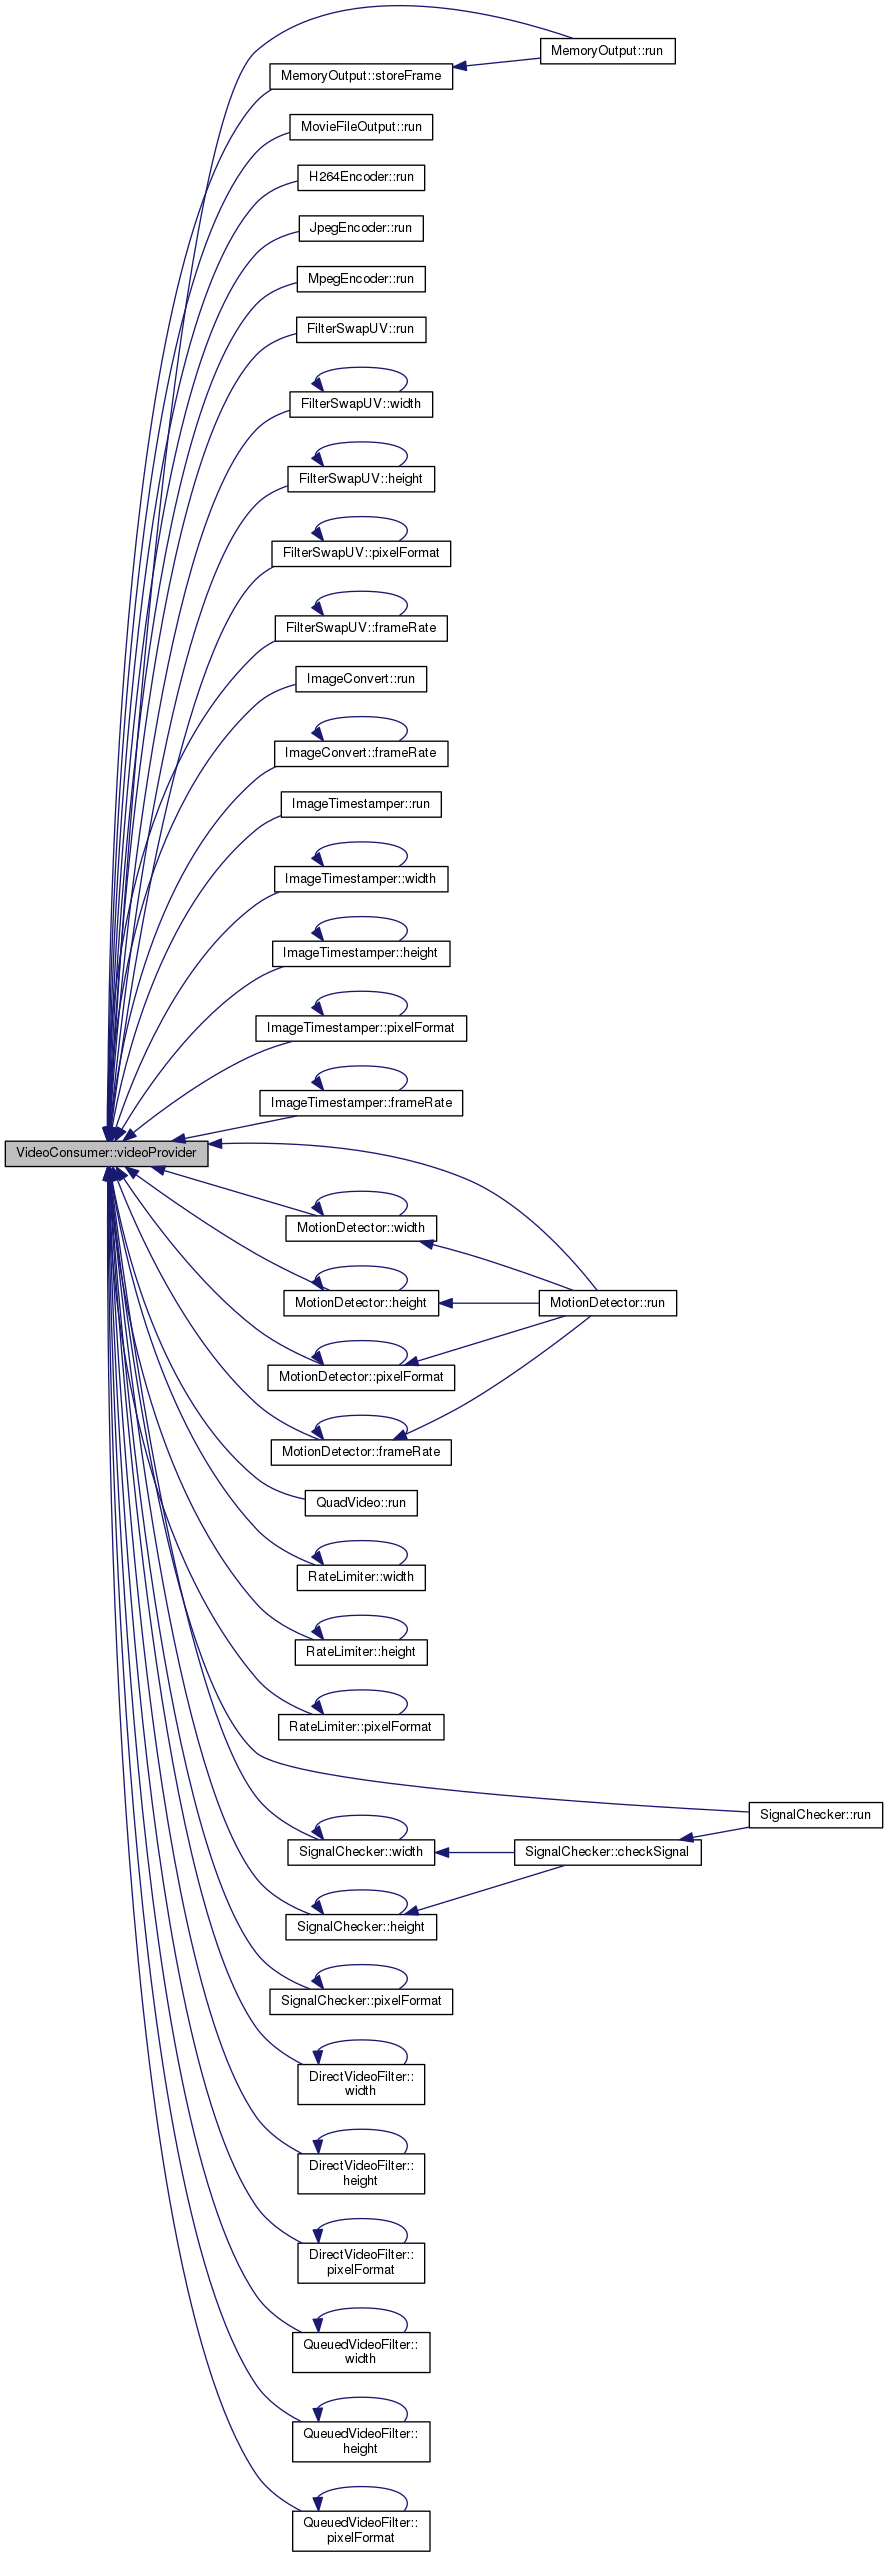 MemoryOutput::run
MemoryOutput::storeFrame
MovieFileOutput::run
H264Encoder::run
JpegEncoder::run
MpegEncoder::run
FilterSwapUV::run
FilterSwapUV::width
FilterSwapUV::height
FilterSwapUV::pixelFormat
FilterSwapUV::frameRate
ImageConvert::run
ImageConvert::frameRate
ImageTimestamper::run
ImageTimestamper::width
ImageTimestamper::height
ImageTimestamper::pixelFormat
ImageTimestamper::frameRate
VideoConsumer::videoProvider
MotionDetector::width
MotionDetector::height
MotionDetector::run
MotionDetector::pixelFormat
MotionDetector::frameRate
QuadVideo::run
RateLimiter::width
RateLimiter::height
RateLimiter::pixelFormat
SignalChecker::run
SignalChecker::width
SignalChecker::checkSignal
SignalChecker::height
SignalChecker::pixelFormat
DirectVideoFilter::
width
DirectVideoFilter::
height
DirectVideoFilter::
pixelFormat
QueuedVideoFilter::
width
QueuedVideoFilter::
height
QueuedVideoFilter::
pixelFormat